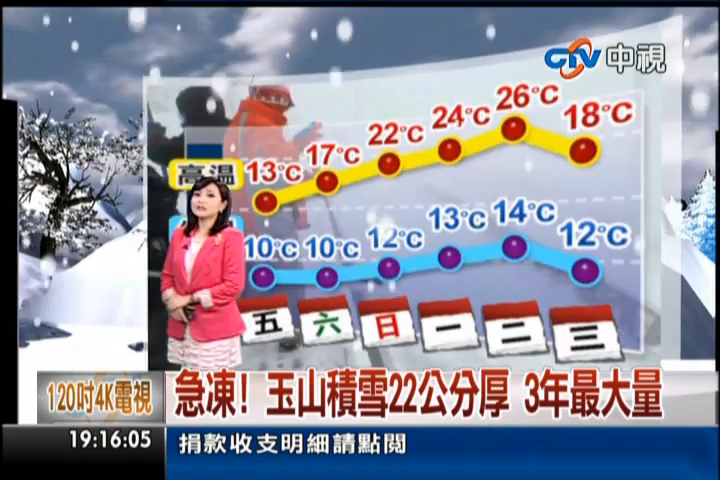 CTV中視
高溫
13℃ 17℃ 22℃ 24℃ 26℃ 18℃
10℃ 10℃ 12℃ 13℃ 14℃ 12℃
五 六 日 一 二 三
120吋4K電視
急凍! 玉山積雪22公分厚 3年最大量
19:16:05
捐款收支明細請點閱